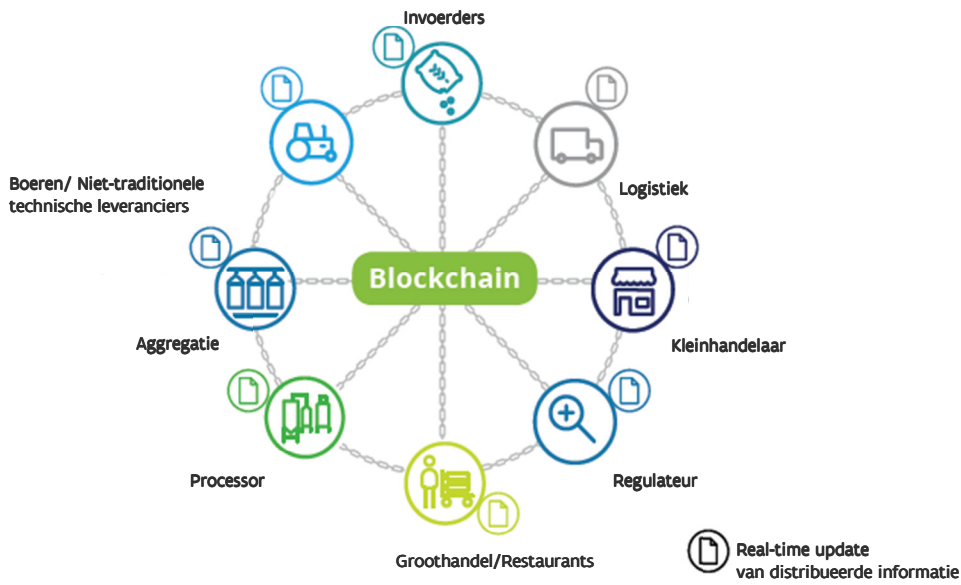 Invoerders
Logistiek
Boeren/ Niet-traditionele
technische leveranciers
Blockchain
Aggregatie
Kleinhandelaar
Processor
Regulateur
Groothandel/Restaurants
Real-time update
van distribueerde informatie